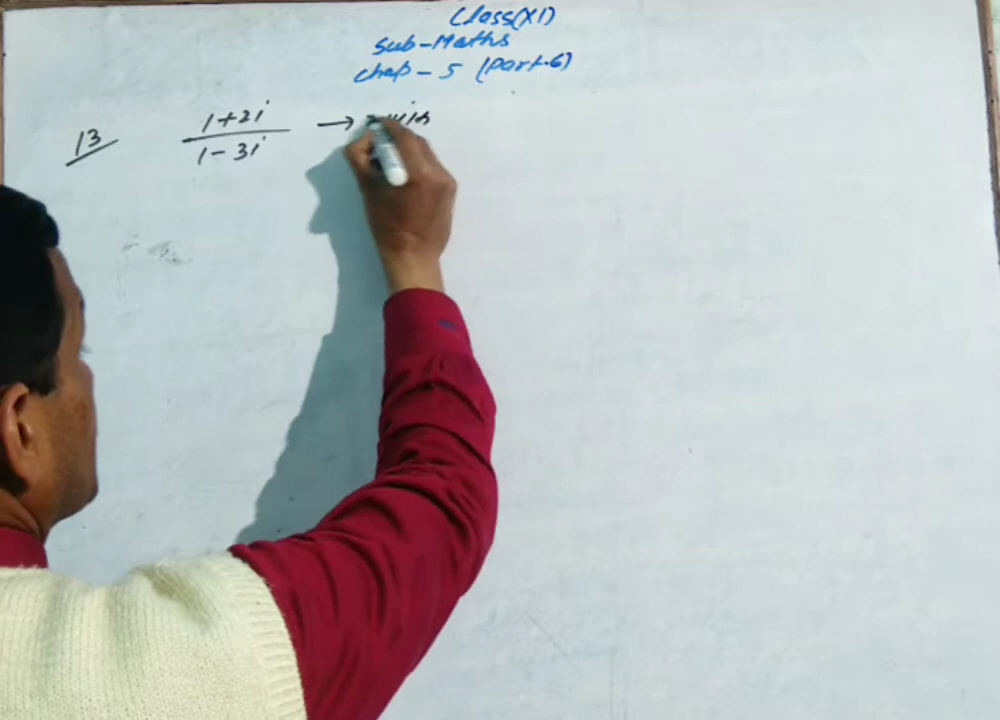 Class(XI)
Sub-Maths
Chap-5 (Part-6)
13 1+2i →
1-3i